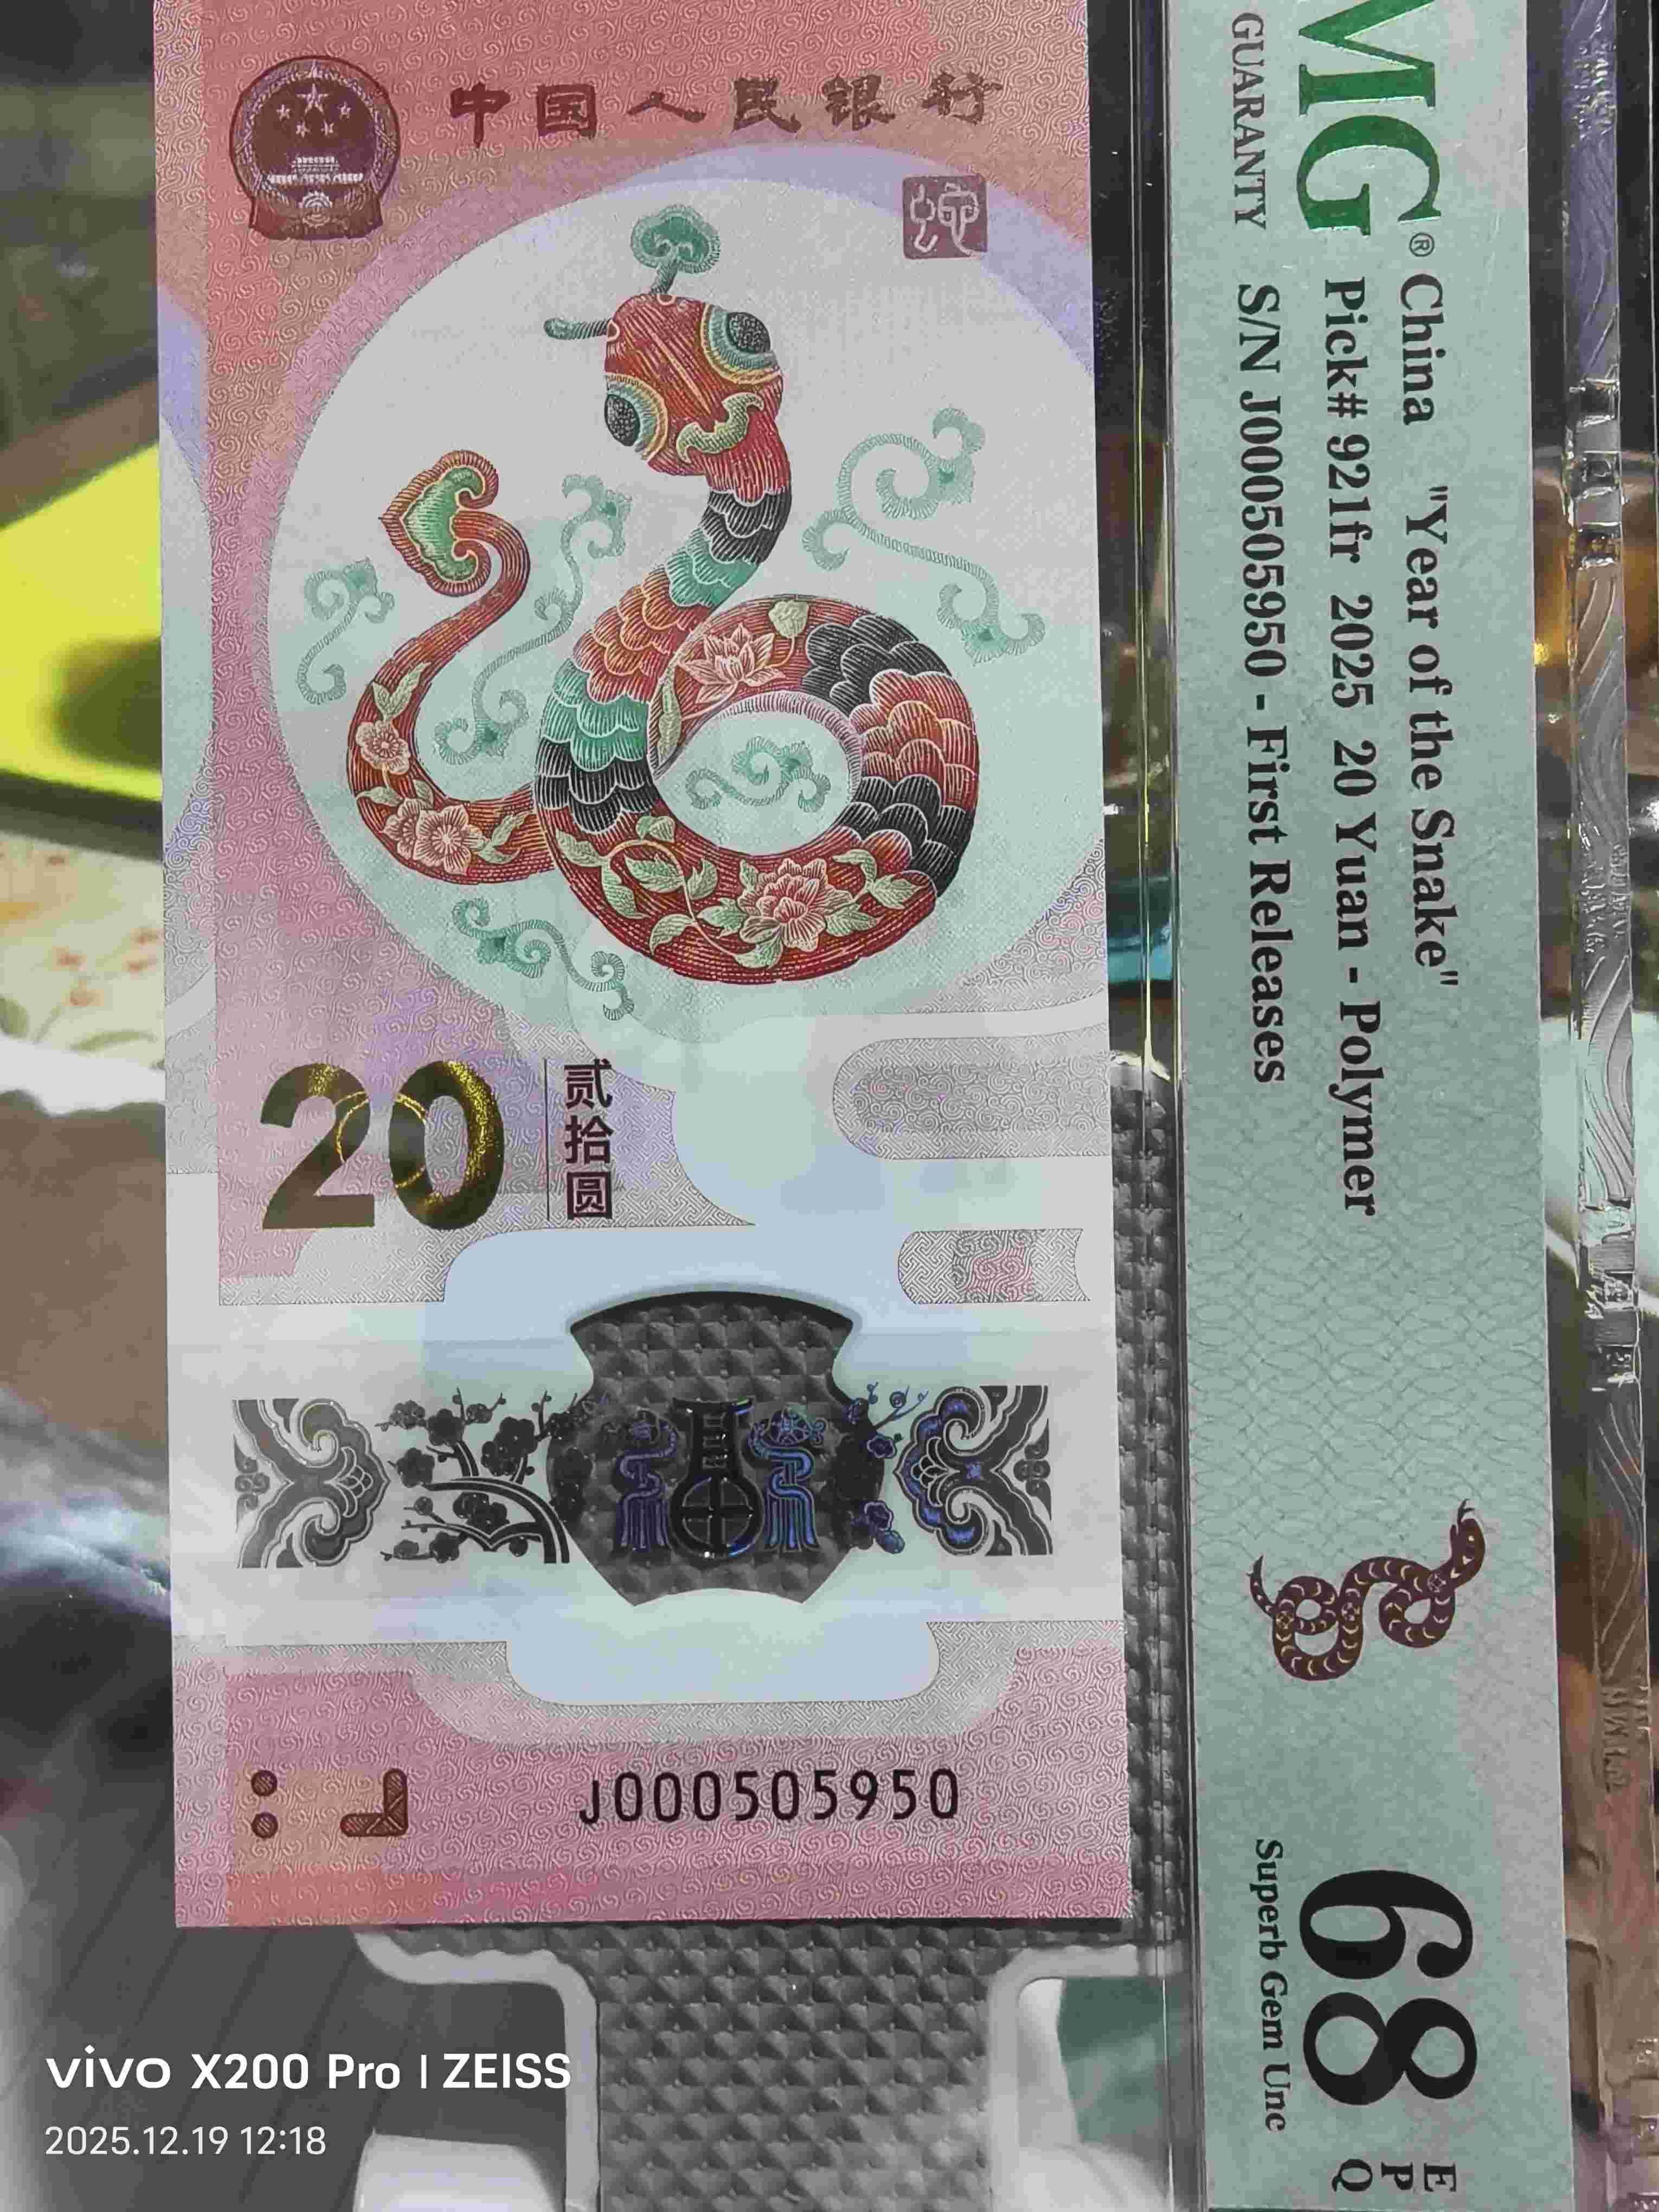 中国人民银行
蛇
20
贰拾圆
J000505950
MG®
GUARANTY
China "Year of the Snake"
Pick# 921fr 2025 20 Yuan - Polymer
S/N J000505950 - First Releases
68
EPQ
Superb Gem Unc
vivo X200 Pro | ZEISS
2025.12.19 12:18